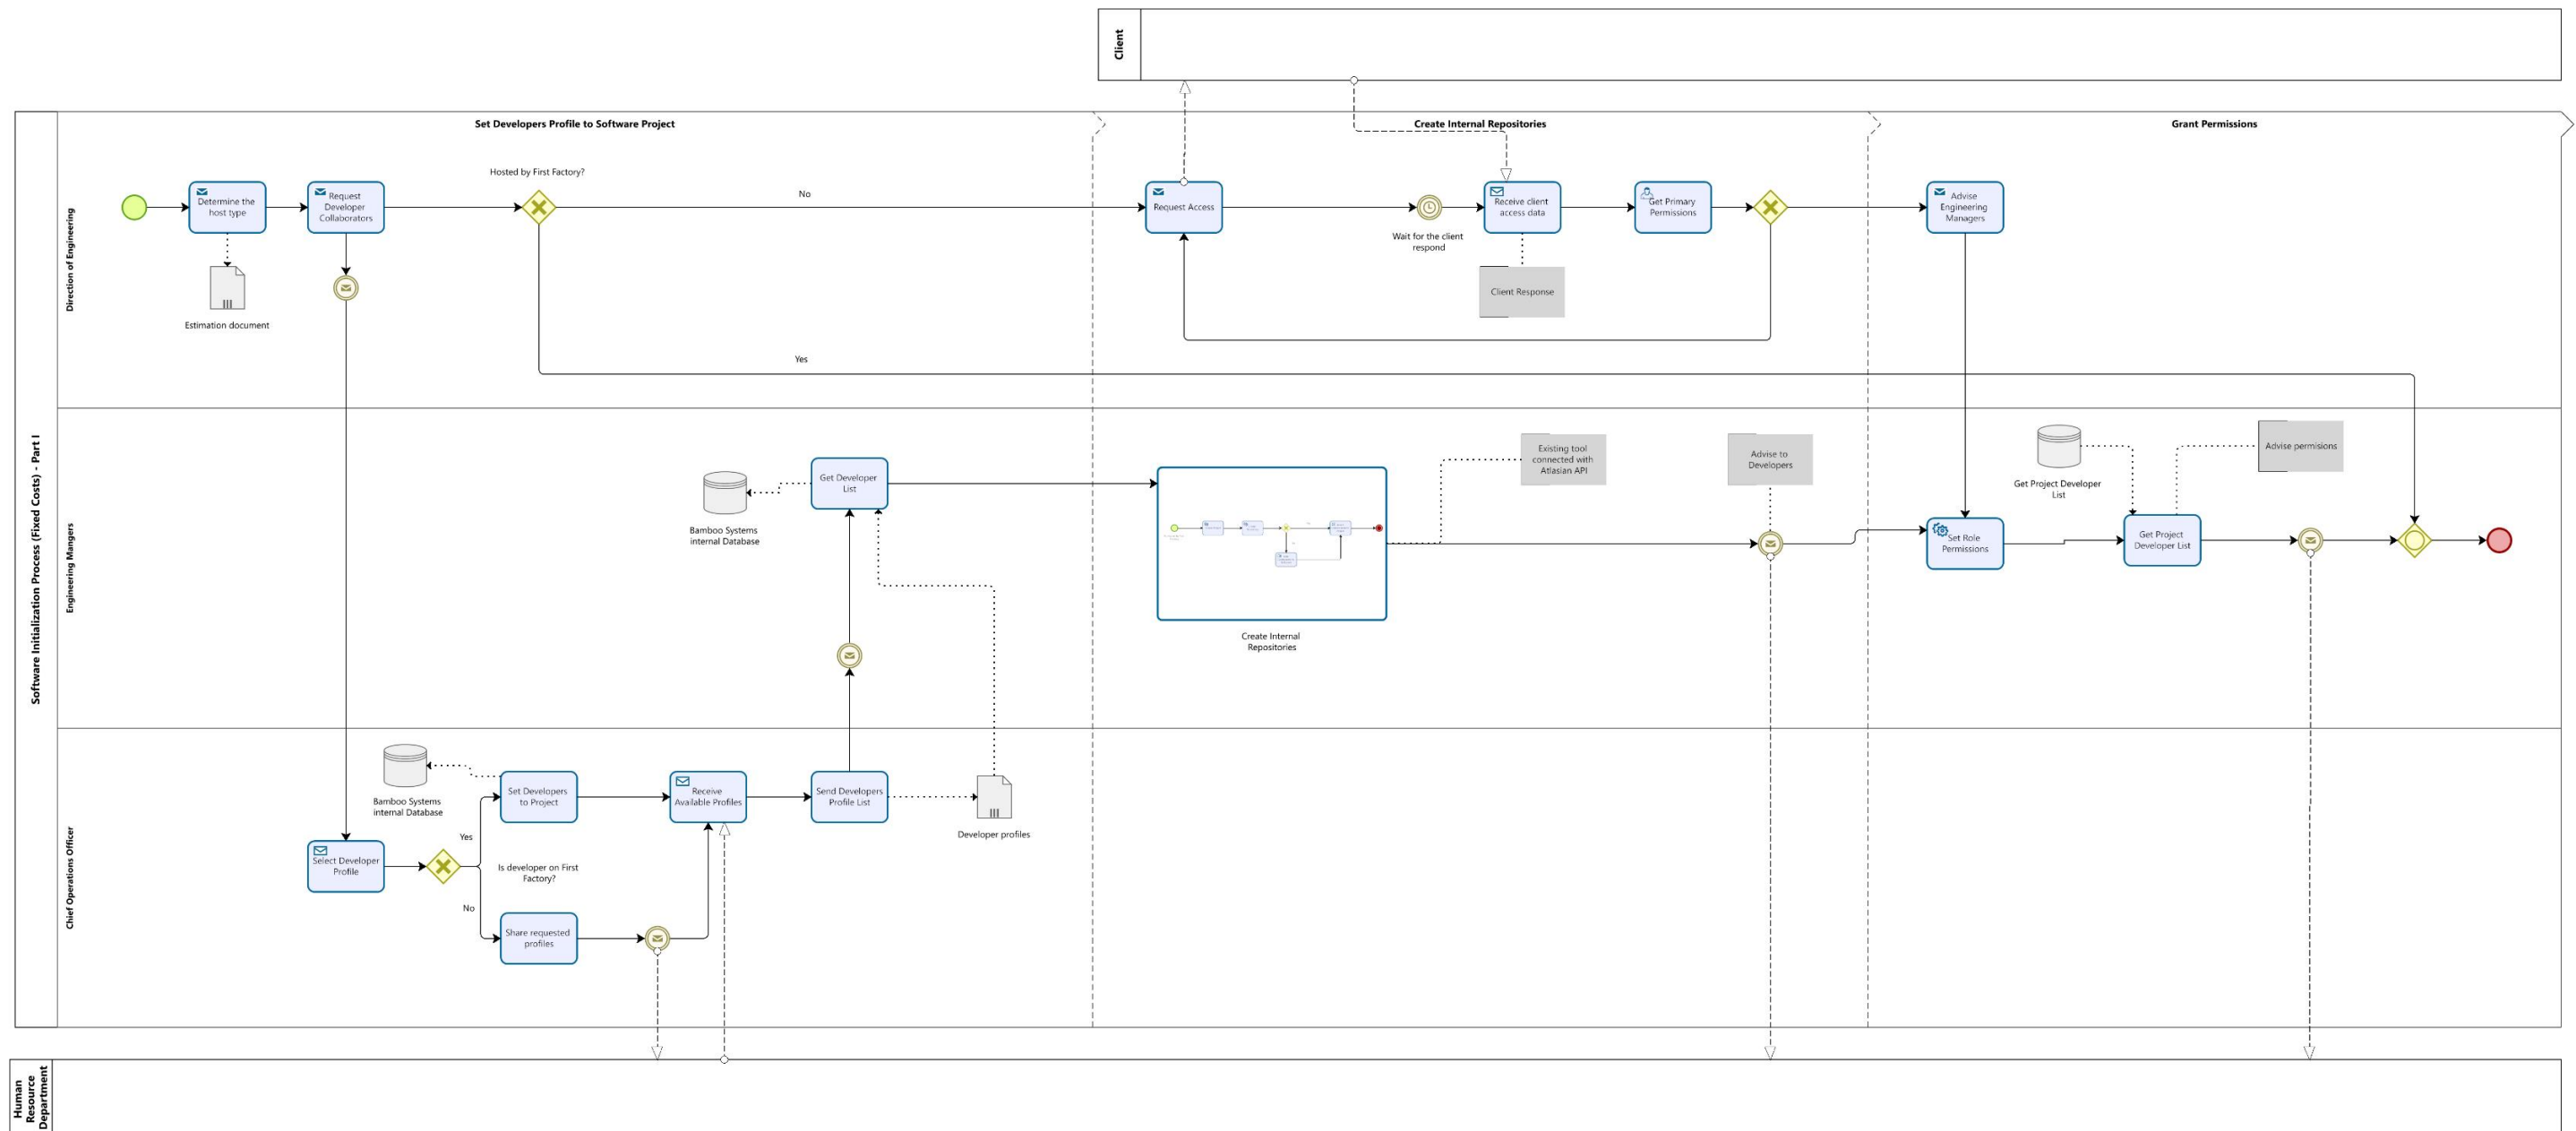 Client
Software Initialization Process (Fixed Costs) - Part I
Set Developers Profile to Software Project
Create Internal Repositories
Grant Permissions
Direction of Engineering
Determine the
host type
Request
Developer
Collaborators
Hosted by First Factory?
No
Yes
Estimation document
Request Access
Wait for the client
respond
Receive client
access data
Client Response
Get Primary
Permissions
Advise
Engineering
Managers
Engineering Mangers
Bamboo Systems
internal Database
Get Developer
List
Create Internal
Repositories
Existing tool
connected with
Atlasian API
Advise to
Developers
Set Role
Permissions
Get Project Developer
List
Get Project
Developer List
Advise permisions
Chief Operations Officer
Select Developer
Profile
Bamboo Systems
internal Database
Yes
Is developer on First
Factory?
No
Set Developers
to Project
Share requested
profiles
Receive
Available Profiles
Send Developers
Profile List
Developer profiles
Human
Resource
Department